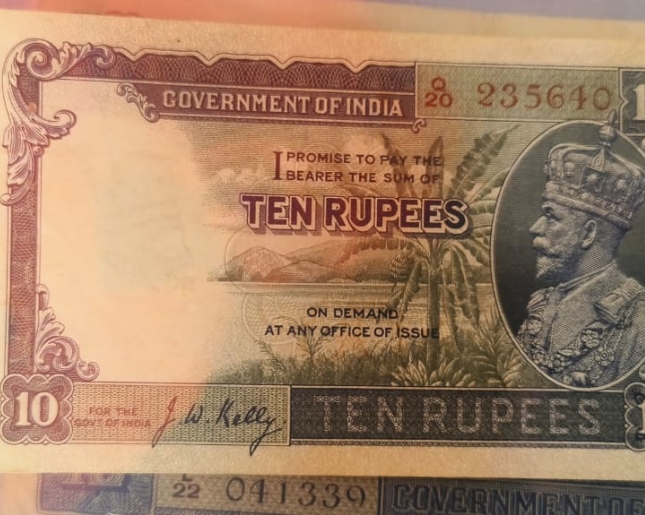 GOVERNMENT OF INDIA
Q/20 235640
I PROMISE TO PAY THE
BEARER THE SUM OF
TEN RUPEES
ON DEMAND
AT ANY OFFICE OF ISSUE
10
FOR THE
GOVT OF INDIA
J. W. Kelly.
TEN RUPEES
L/22 041339
GOVERNMENT OF